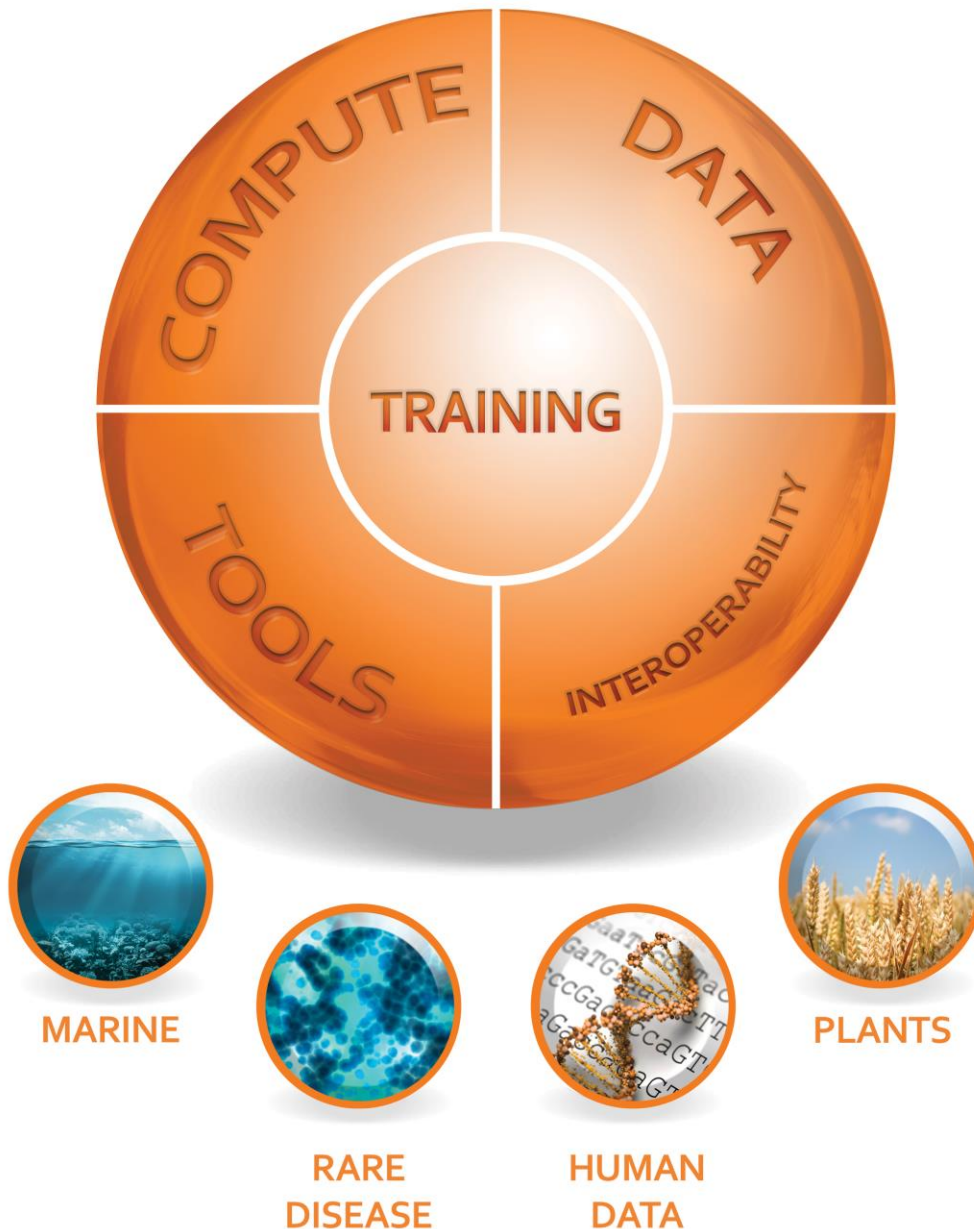 COMPUTE
DATA
TRAINING
TOOLS
INTEROPERABILITY
MARINE
PLANTS
RARE
DISEASE
HUMAN
DATA